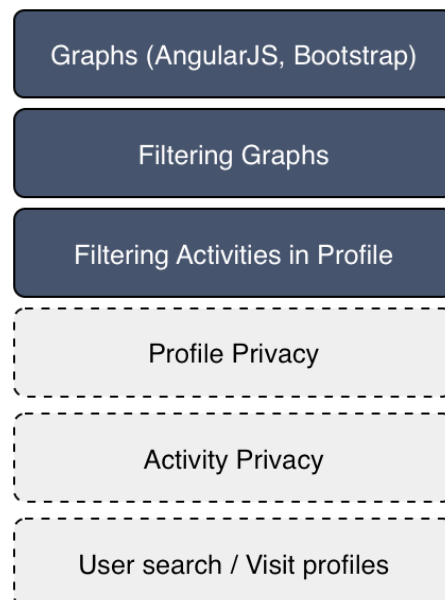 Graphs (AngularJS, Bootstrap)
Filtering Graphs
Filtering Activities in Profile
Profile Privacy
Activity Privacy
User search / Visit profiles